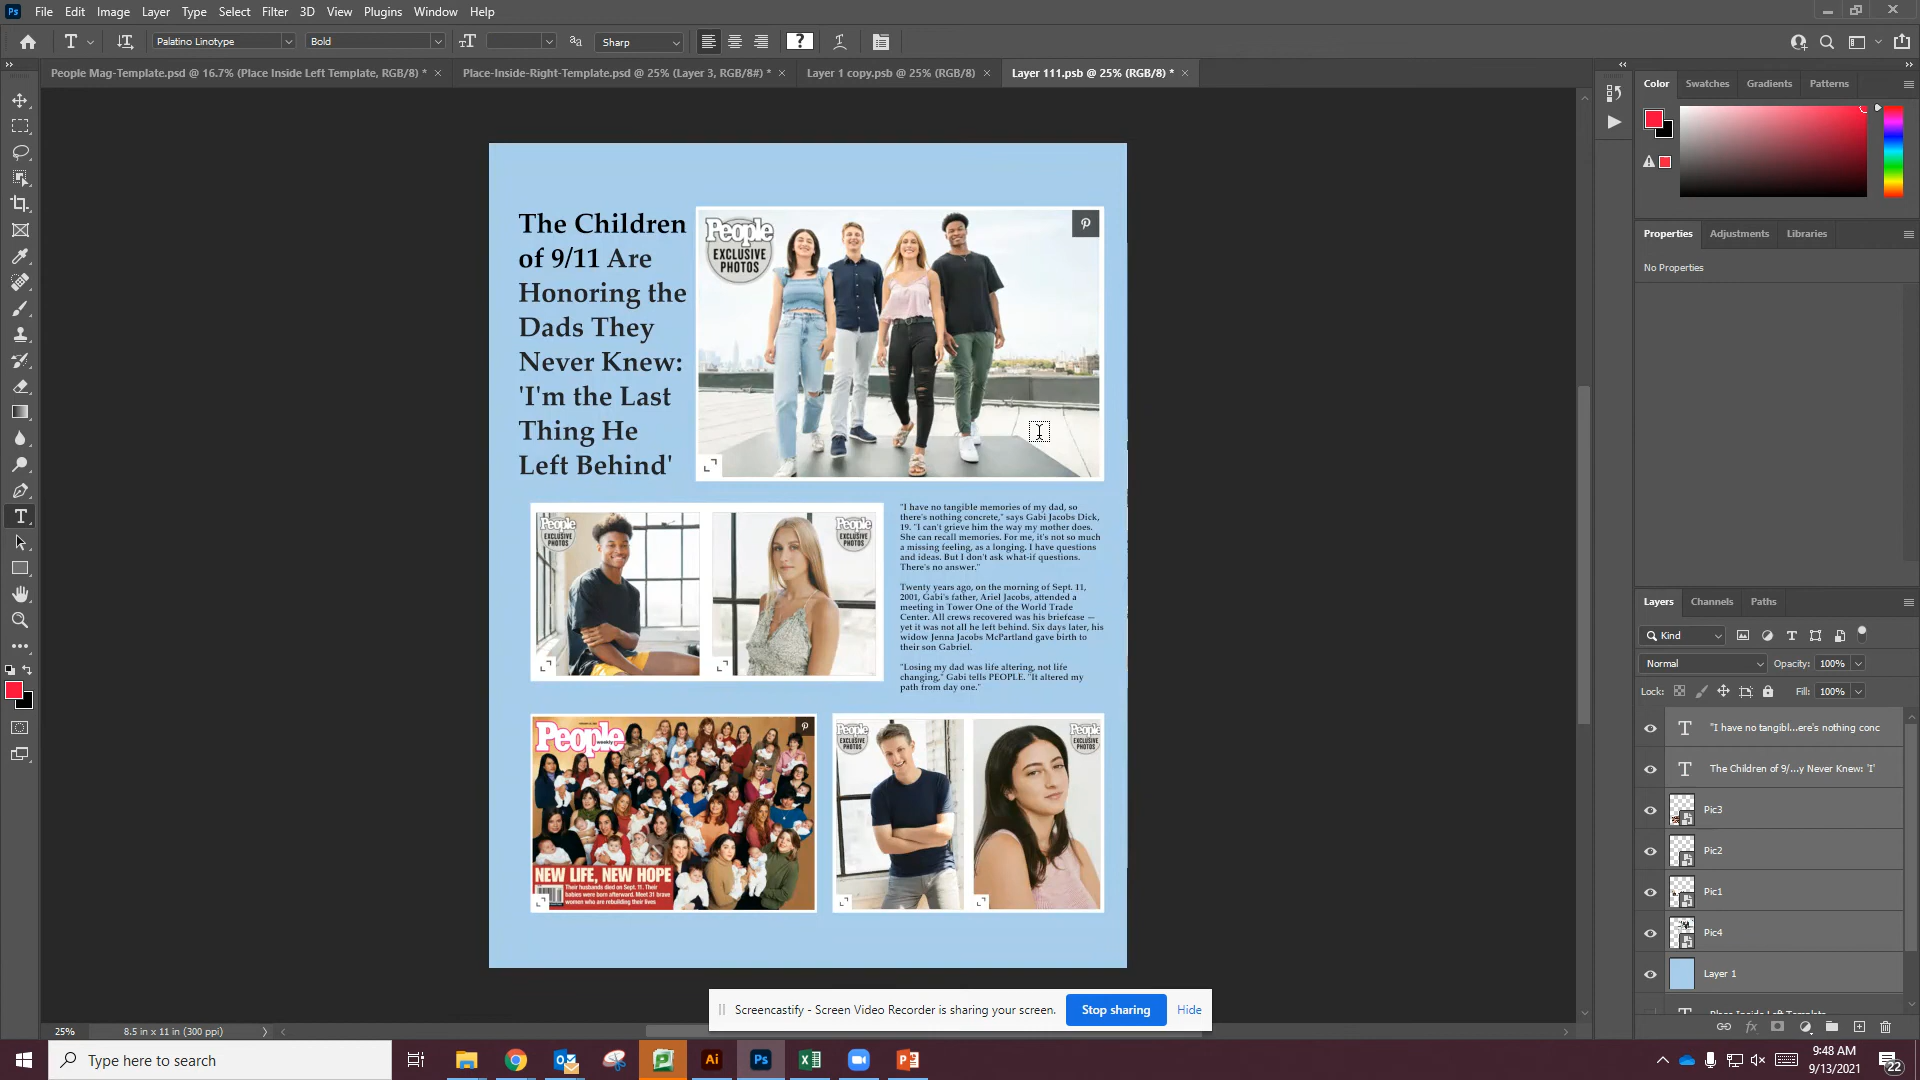 Ps File Edit Image Layer Type Select Filter 3D View Plugins Window Help
T Palatino Linotype Bold Sharp
People Mag-Template.psd @ 16.7% (Place Inside Left Template, RGB/8) *
Place-Inside-Right-Template.psd @ 25% (Layer 3, RGB/8#) *
Layer 1 copy.psb @ 25% (RGB/8)
Layer 111.psb @ 25% (RGB/8) *
The Children
of 9/11 Are
Honoring the
Dads They
Never Knew:
'I'm the Last
Thing He
Left Behind'
People
EXCLUSIVE
PHOTOS
People
EXCLUSIVE
PHOTOS
People
EXCLUSIVE
PHOTOS
"I have no tangible memories of my dad, so
there's nothing concrete," says Gabi Jacobs Dick,
19. "I can't grieve him the way my mother does.
She can recall memories. For me, it's not so much
a missing feeling, as a longing. I have questions
and ideas. But I don't ask what-if questions.
There's no answer."
Twenty years ago, on the morning of Sept. 11,
2001, Gabi's father, Ariel Jacobs, attended a
meeting in Tower One of the World Trade
Center. All crews recovered was his briefcase —
yet it was not all he left behind. Six days later, his
widow Jenna Jacobs McPartland gave birth to
their son Gabriel.
"Losing my dad was life altering, not life
changing," Gabi tells PEOPLE. "It altered my
path from day one."
People
weekly
NEW LIFE, NEW HOPE
Their husbands died on Sept. 11. Their
babies were born afterward. Meet 31 brave
women who are rebuilding their lives
People
EXCLUSIVE
PHOTOS
People
EXCLUSIVE
PHOTOS
Color Swatches Gradients Patterns
Properties Adjustments Libraries
No Properties
Layers Channels Paths
Kind
Normal Opacity: 100%
Lock: Fill: 100%
"I have no tangibl...ere's nothing conc
The Children of 9/...y Never Knew: 'I'
Pic3
Pic2
Pic1
Pic4
Layer 1
25% 8.5 in x 11 in (300 ppi)
Screencastify - Screen Video Recorder is sharing your screen. Stop sharing Hide
Type here to search
Ai Ps
9:48 AM
9/13/2021
22